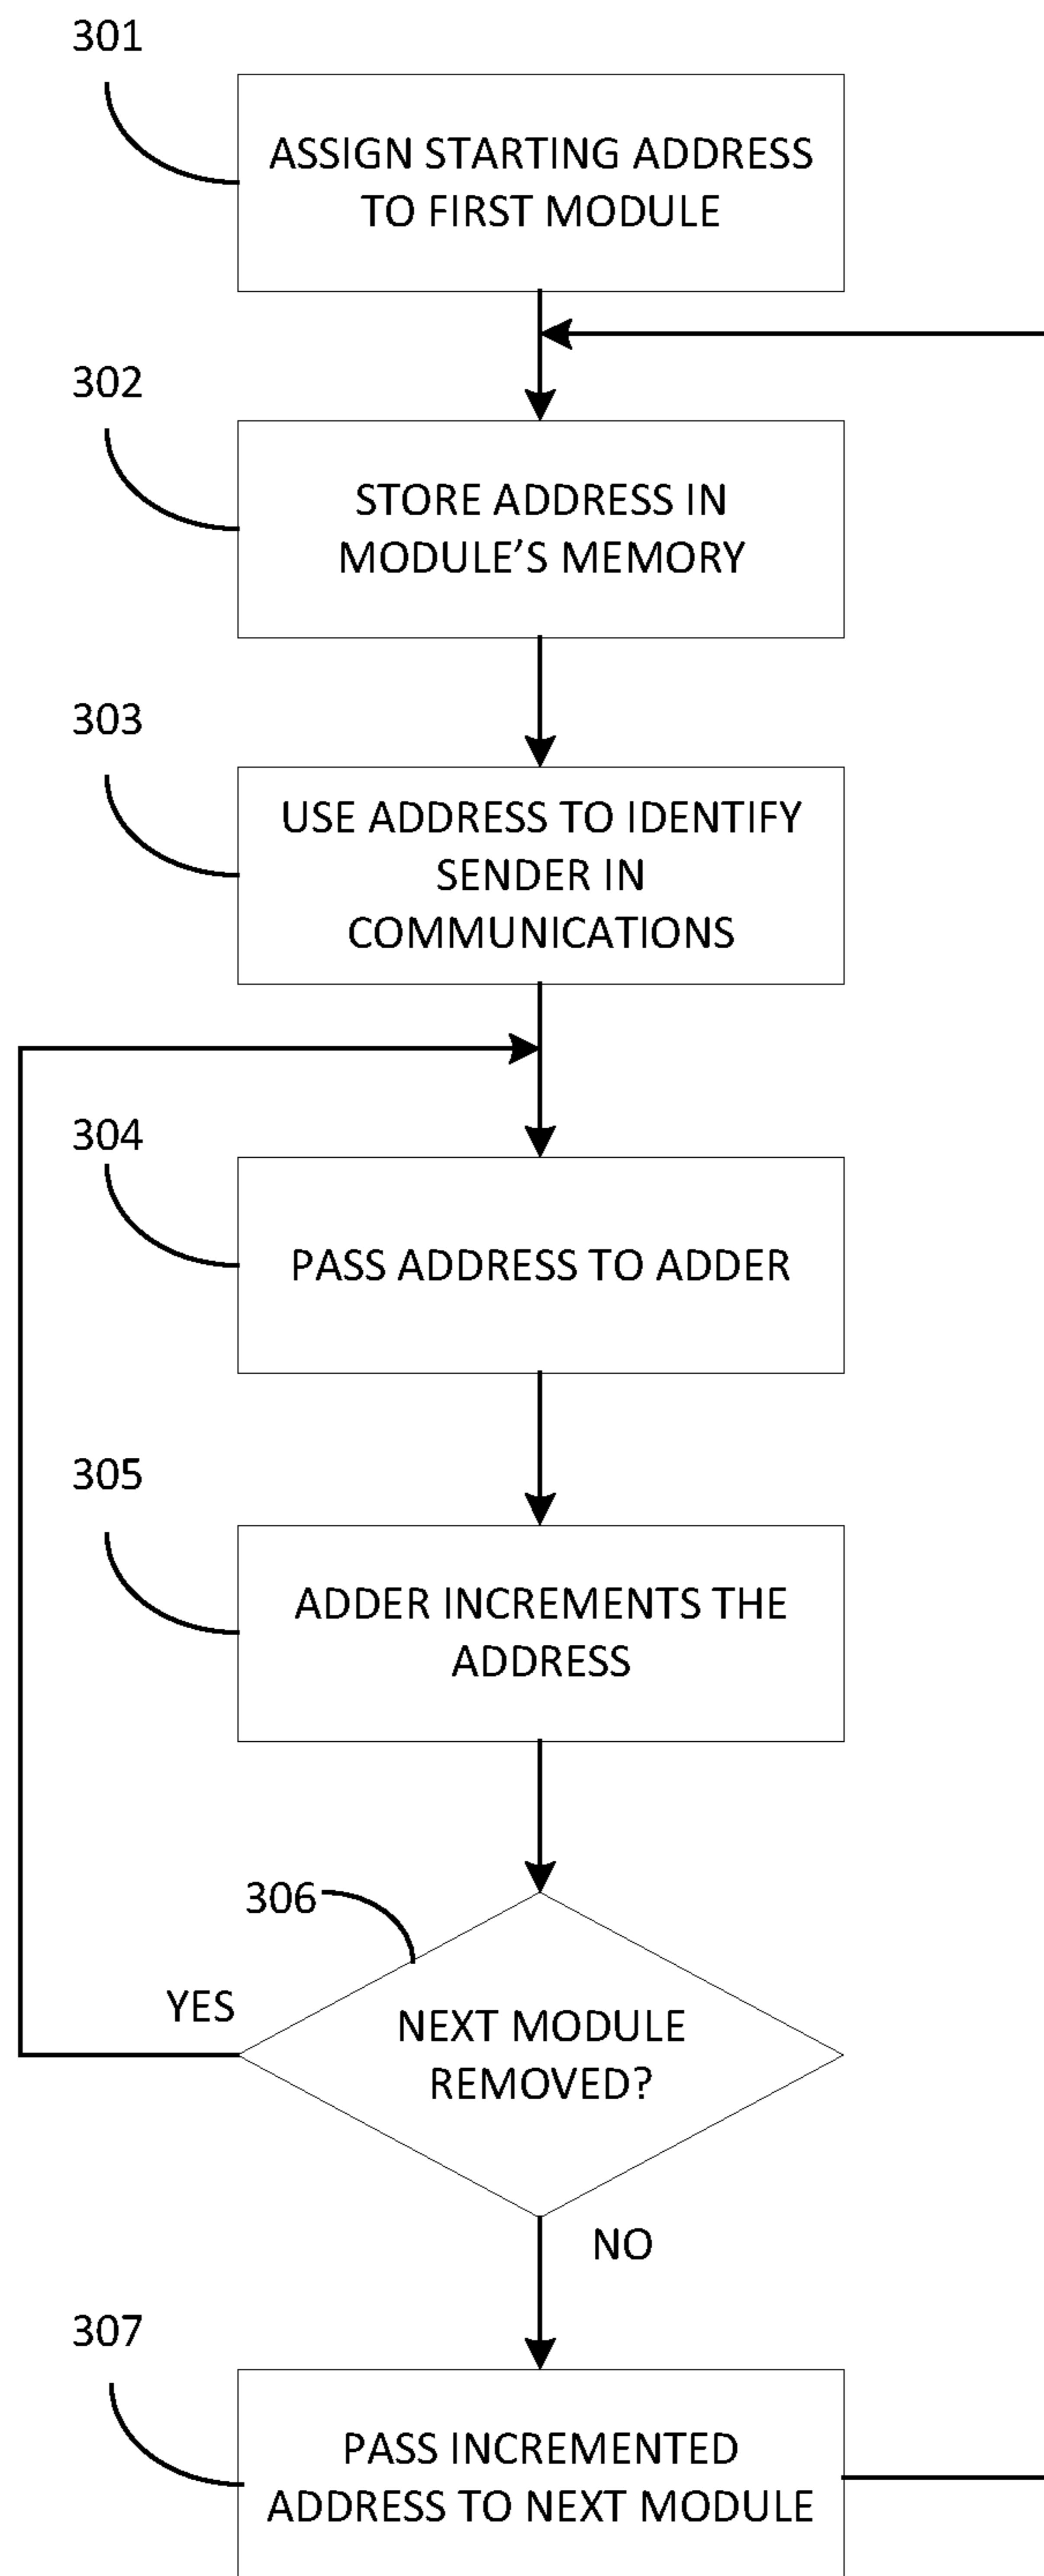 301
ASSIGN STARTING ADDRESS
TO FIRST MODULE
302
STORE ADDRESS IN
MODULE’S MEMORY
303
USE ADDRESS TO IDENTIFY
SENDER IN
COMMUNICATIONS
304
PASS ADDRESS TO ADDER
305
ADDER INCREMENTS THE
ADDRESS
306
YES
NEXT MODULE
REMOVED?
NO
307
PASS INCREMENTED
ADDRESS TO NEXT MODULE